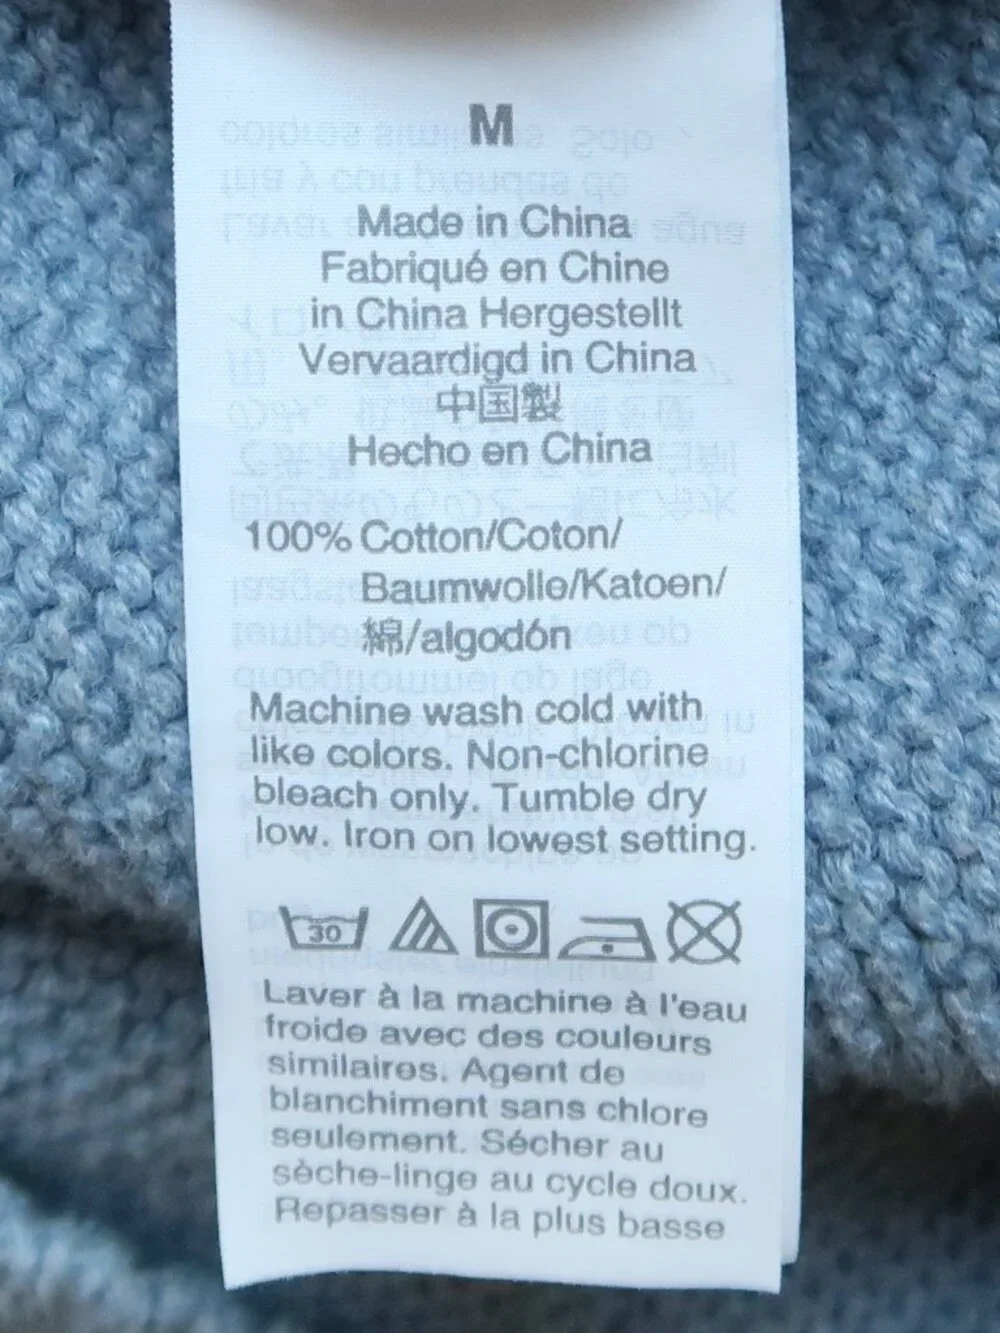 M
Made in China
Fabriqué en Chine
in China Hergestellt
Vervaardigd in China
中国製
Hecho en China
100% Cotton/Coton/
Baumwolle/Katoen/
綿/algodón
Machine wash cold with
like colors. Non-chlorine
bleach only. Tumble dry
low. Iron on lowest setting.
30
Laver à la machine à l'eau
froide avec des couleurs
similaires. Agent de
blanchiment sans chlore
seulement. Sécher au
sèche-linge au cycle doux.
Repasser à la plus basse